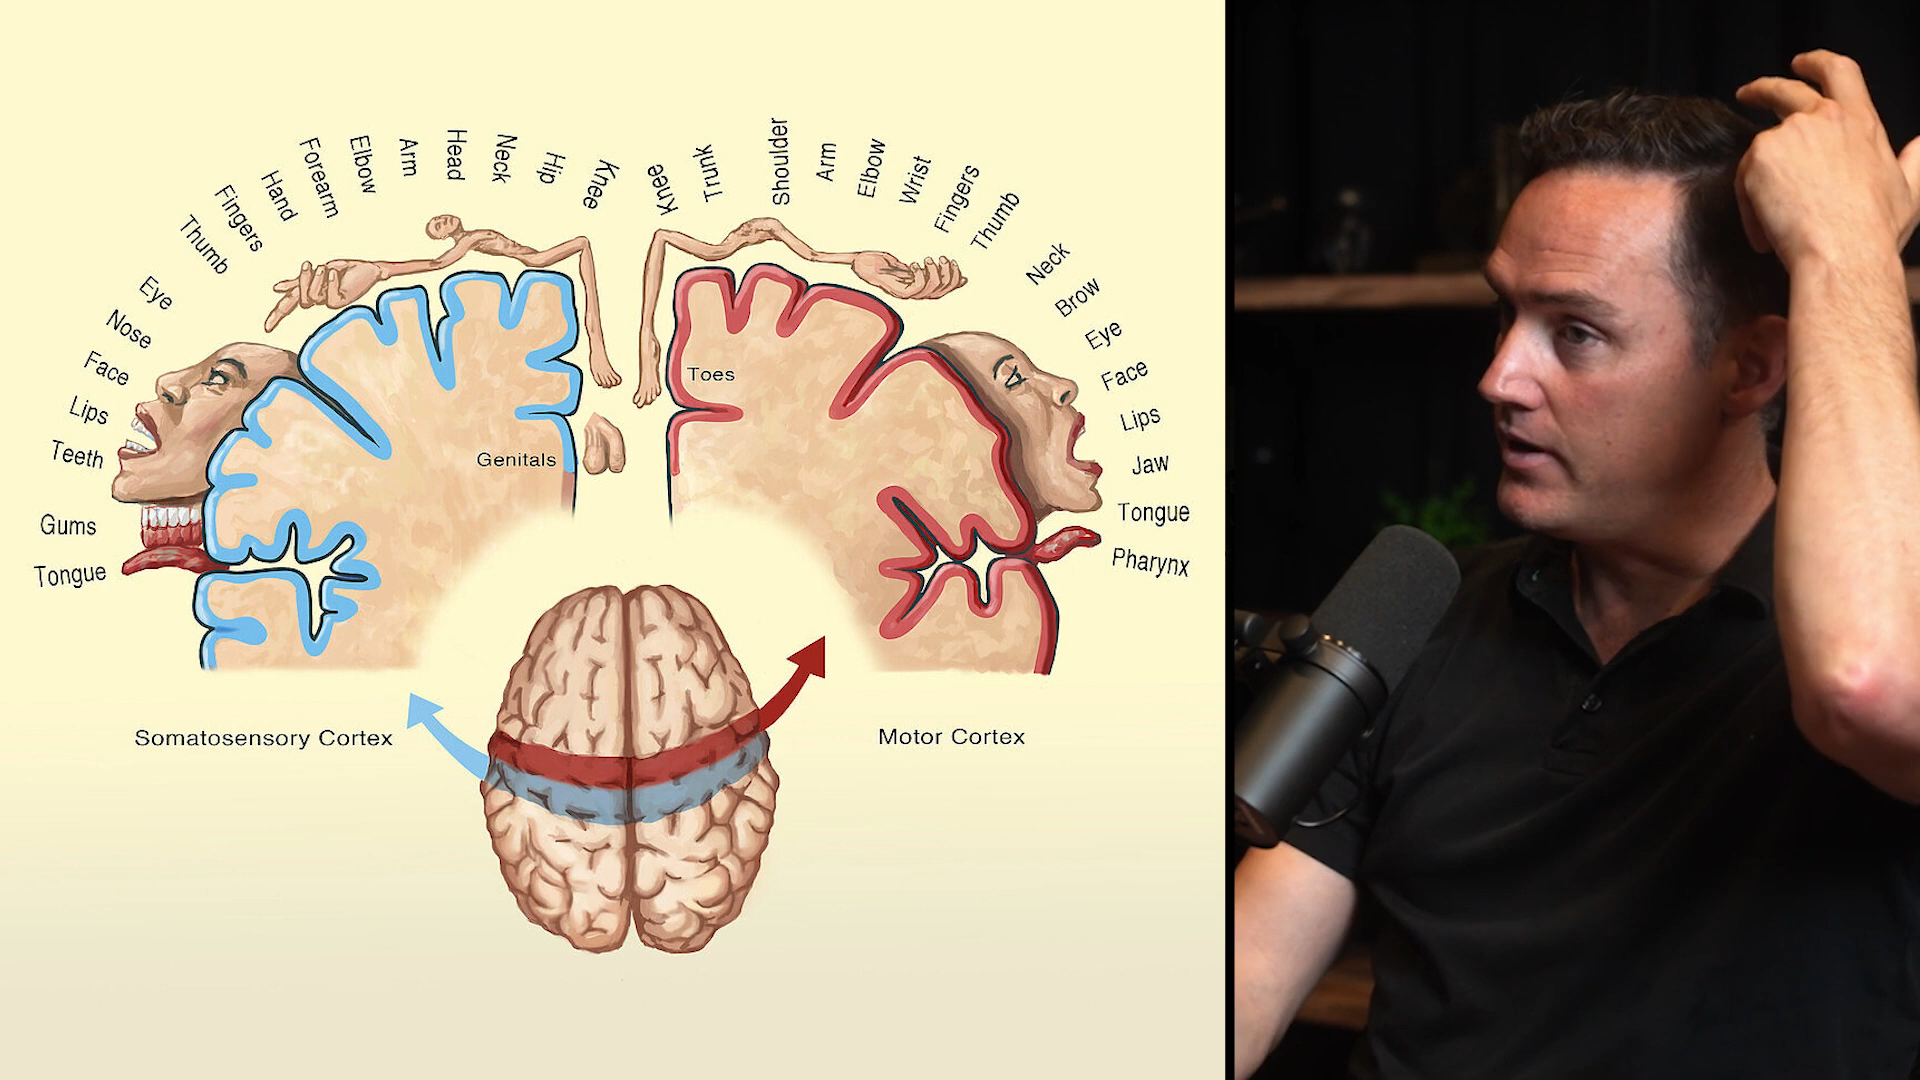 Tongue
Gums
Teeth
Lips
Face
Nose
Eye
Thumb
Fingers
Hand
Forearm
Elbow
Arm
Head
Neck
Hip
Knee
Genitals
Knee
Trunk
Shoulder
Arm
Elbow
Wrist
Fingers
Thumb
Neck
Brow
Eye
Face
Lips
Jaw
Tongue
Pharynx
Toes
Somatosensory Cortex
Motor Cortex